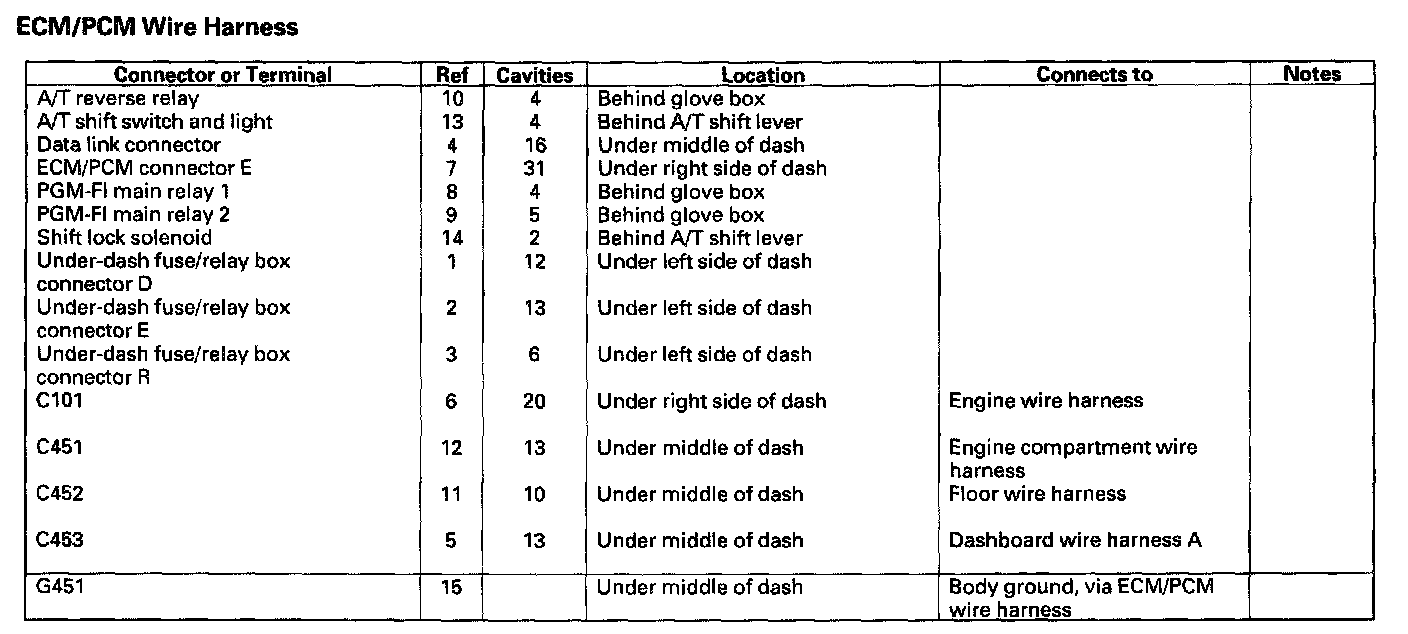 ECM/PCM Wire Harness
Connector or Terminal Ref Cavities Location Connects to Notes
A/T reverse relay 10 4 Behind glove box
A/T shift switch and light 13 4 Behind A/T shift lever
Data link connector 4 16 Under middle of dash
ECM/PCM connector E 7 31 Under right side of dash
PGM-FI main relay 1 8 4 Behind glove box
PGM-FI main relay 2 9 5 Behind glove box
Shift lock solenoid 14 2 Behind A/T shift lever
Under-dash fuse/relay box 1 12 Under left side of dash
connector D
Under-dash fuse/relay box 2 13 Under left side of dash
connector E
Under-dash fuse/relay box 3 6 Under left side of dash
connector R
C101 6 20 Under right side of dash Engine wire harness
C451 12 13 Under middle of dash Engine compartment wire
harness
C452 11 10 Under middle of dash Floor wire harness
C453 5 13 Under middle of dash Dashboard wire harness A
G451 15 Under middle of dash Body ground, via ECM/PCM
wire harness